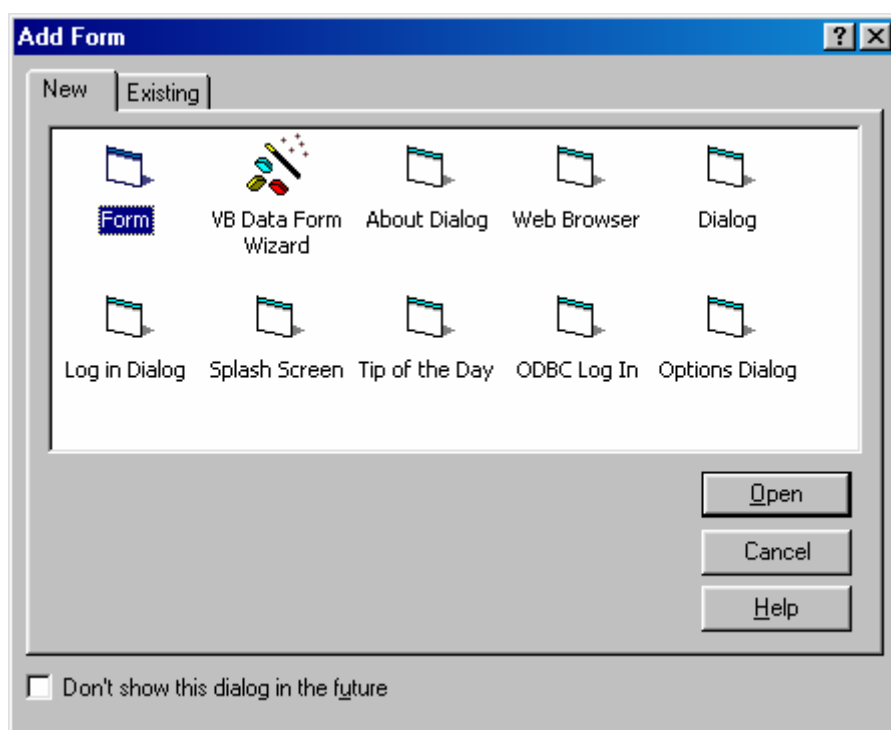 Add Form
New Existing
Form VB Data Form Wizard About Dialog Web Browser Dialog
Log in Dialog Splash Screen Tip of the Day ODBC Log In Options Dialog
Open
Cancel
Help
Don't show this dialog in the future